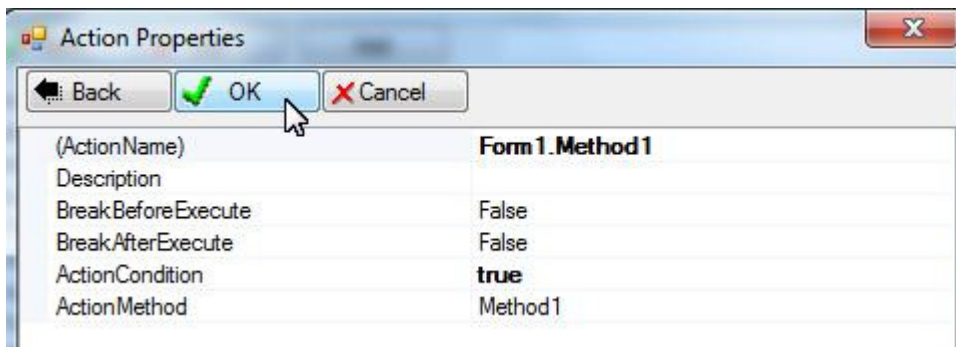 Action Properties
Back OK Cancel
(ActionName) Form1.Method1
Description
BreakBeforeExecute False
BreakAfterExecute False
ActionCondition true
ActionMethod Method1